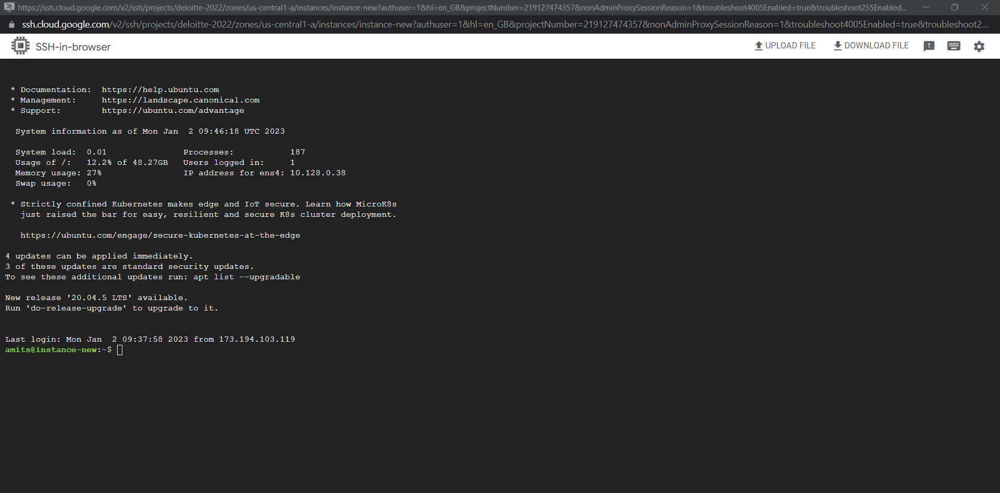 https://ssh.cloud.google.com/v2/ssh/projects/deloitte-2022/zones/us-central1-a/instances/instance-new?authuser=1&hl=en_GB&projectNumber=219127474357&nonAdminProxySessionReason=1&troubleshoot4005Enabled=true&troubleshoot255Enabled...
ssh.cloud.google.com/v2/ssh/projects/deloitte-2022/zones/us-central1-a/instances/instance-new?authuser=1&hl=en_GB&projectNumber=219127474357&nonAdminProxySessionReason=1&troubleshoot4005Enabled=true&troubleshoot2...
SSH-in-browser UPLOAD FILE DOWNLOAD FILE
* Documentation: https://help.ubuntu.com
* Management: https://landscape.canonical.com
* Support: https://ubuntu.com/advantage
System information as of Mon Jan  2 09:46:18 UTC 2023
System load: 0.01 Processes: 187
Usage of /: 12.2% of 48.27GB Users logged in: 1
Memory usage: 27% IP address for ens4: 10.128.0.38
Swap usage: 0%
* Strictly confined Kubernetes makes edge and IoT secure. Learn how MicroK8s
just raised the bar for easy, resilient and secure K8s cluster deployment.
https://ubuntu.com/engage/secure-kubernetes-at-the-edge
4 updates can be applied immediately.
3 of these updates are standard security updates.
To see these additional updates run: apt list --upgradable
New release '20.04.5 LTS' available.
Run 'do-release-upgrade' to upgrade to it.
Last login: Mon Jan  2 09:37:58 2023 from 173.194.103.119
amits@instance-new:~$